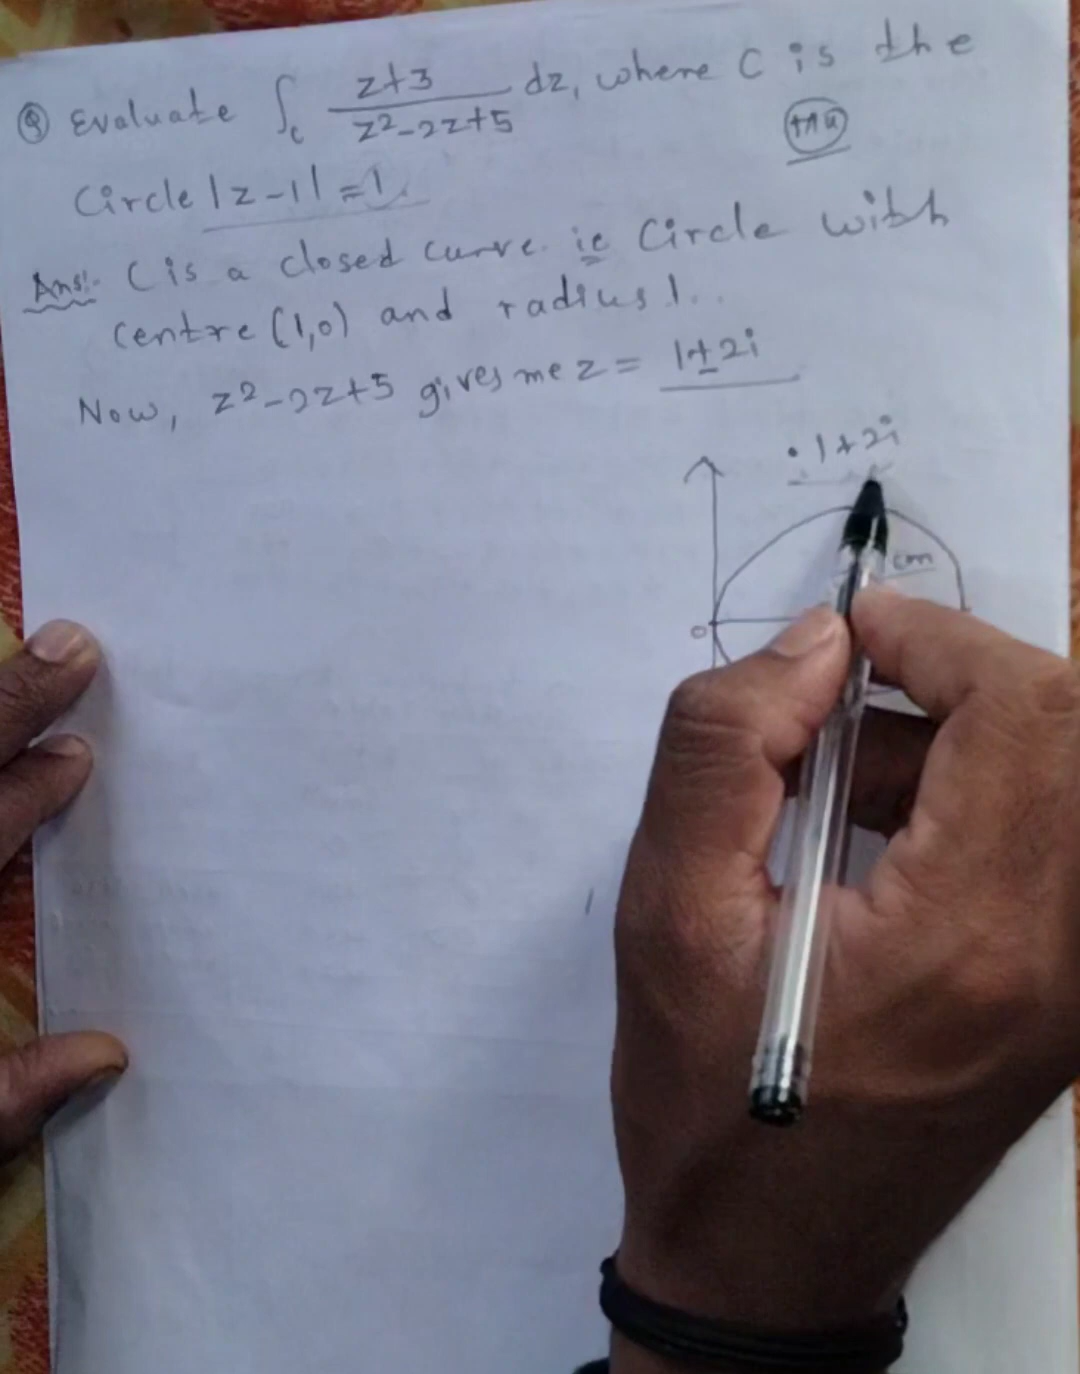 Q Evaluate ∫c z+3 / z²-2z+5 dz, where C is the
Circle |z-1| = 1.
Ans:- C is a closed curve. ie Circle with
Centre (1,0) and radius 1..
Now, z²-2z+5 gives me z = 1±2i
. 1+2i
cm
0